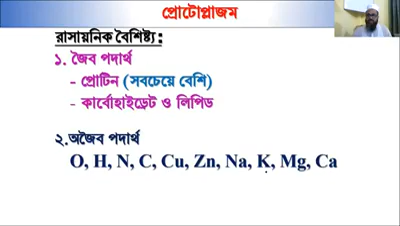 প্রোটোপ্লাজম
রাসায়নিক বৈশিষ্ট্য:
১. জৈব পদার্থ
- প্রোটিন (সবচেয়ে বেশি)
- কার্বোহাইড্রেট ও লিপিড
২.অজৈব পদার্থ
O, H, N, C, Cu, Zn, Na, K, Mg, Ca